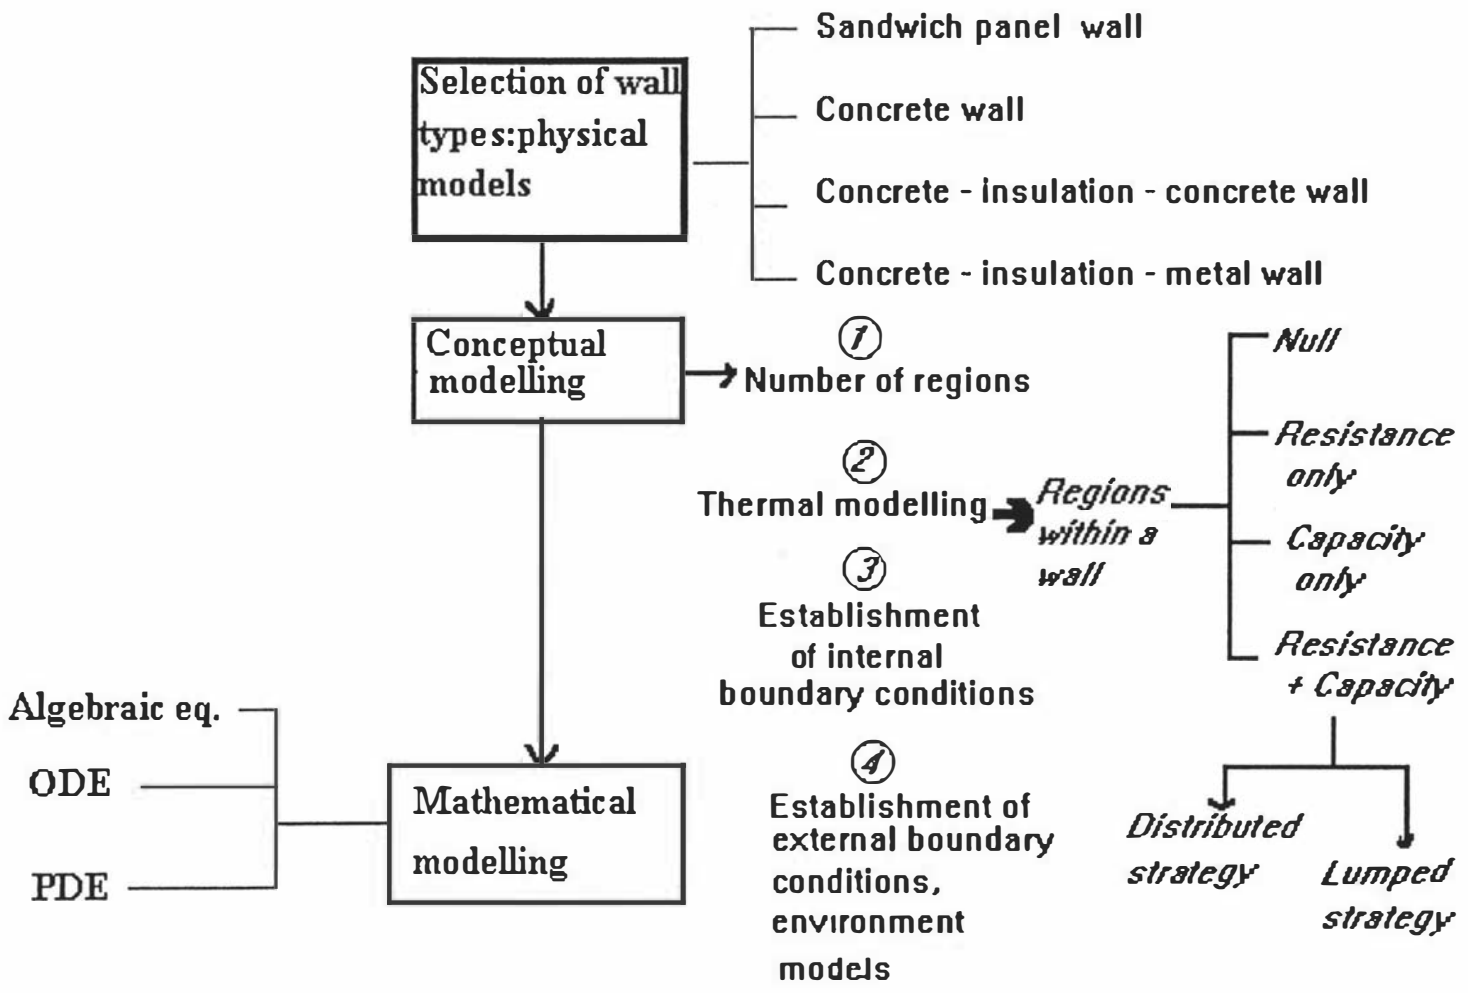 Selection of wall
types:physical
models
Sandwich panel wall
Concrete wall
Concrete - insulation - concrete wall
Concrete - insulation - metal wall
Conceptual
modelling
1
Number of regions
2
Thermal modelling
Regions
within a
wall
Null
Resistance
only
Capacity
only
Resistance
+ Capacity
Distributed
strategy
Lumped
strategy
3
Establishment
of internal
boundary conditions
4
Establishment of
external boundary
conditions,
environment
models
Mathematical
modelling
Algebraic eq.
ODE
PDE